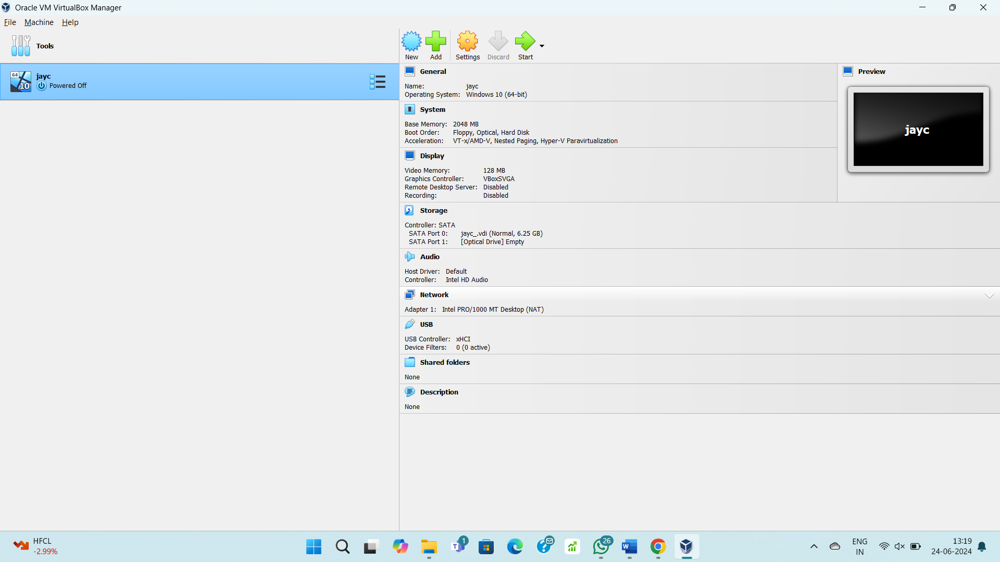 Oracle VM VirtualBox Manager
File Machine Help
Tools
New Add Settings Discard Start
64
10
jayc
Powered Off
General
Name: jayc
Operating System: Windows 10 (64-bit)
Preview
jayc
System
Base Memory: 2048 MB
Boot Order: Floppy, Optical, Hard Disk
Acceleration: VT-x/AMD-V, Nested Paging, Hyper-V Paravirtualization
Display
Video Memory: 128 MB
Graphics Controller: VBoxSVGA
Remote Desktop Server: Disabled
Recording: Disabled
Storage
Controller: SATA
SATA Port 0: jayc_.vdi (Normal, 6.25 GB)
SATA Port 1: [Optical Drive] Empty
Audio
Host Driver: Default
Controller: Intel HD Audio
Network
Adapter 1: Intel PRO/1000 MT Desktop (NAT)
USB
USB Controller: xHCI
Device Filters: 0 (0 active)
Shared folders
None
Description
None
HFCL
-2.99%
1
26
ENG
IN
13:19
24-06-2024